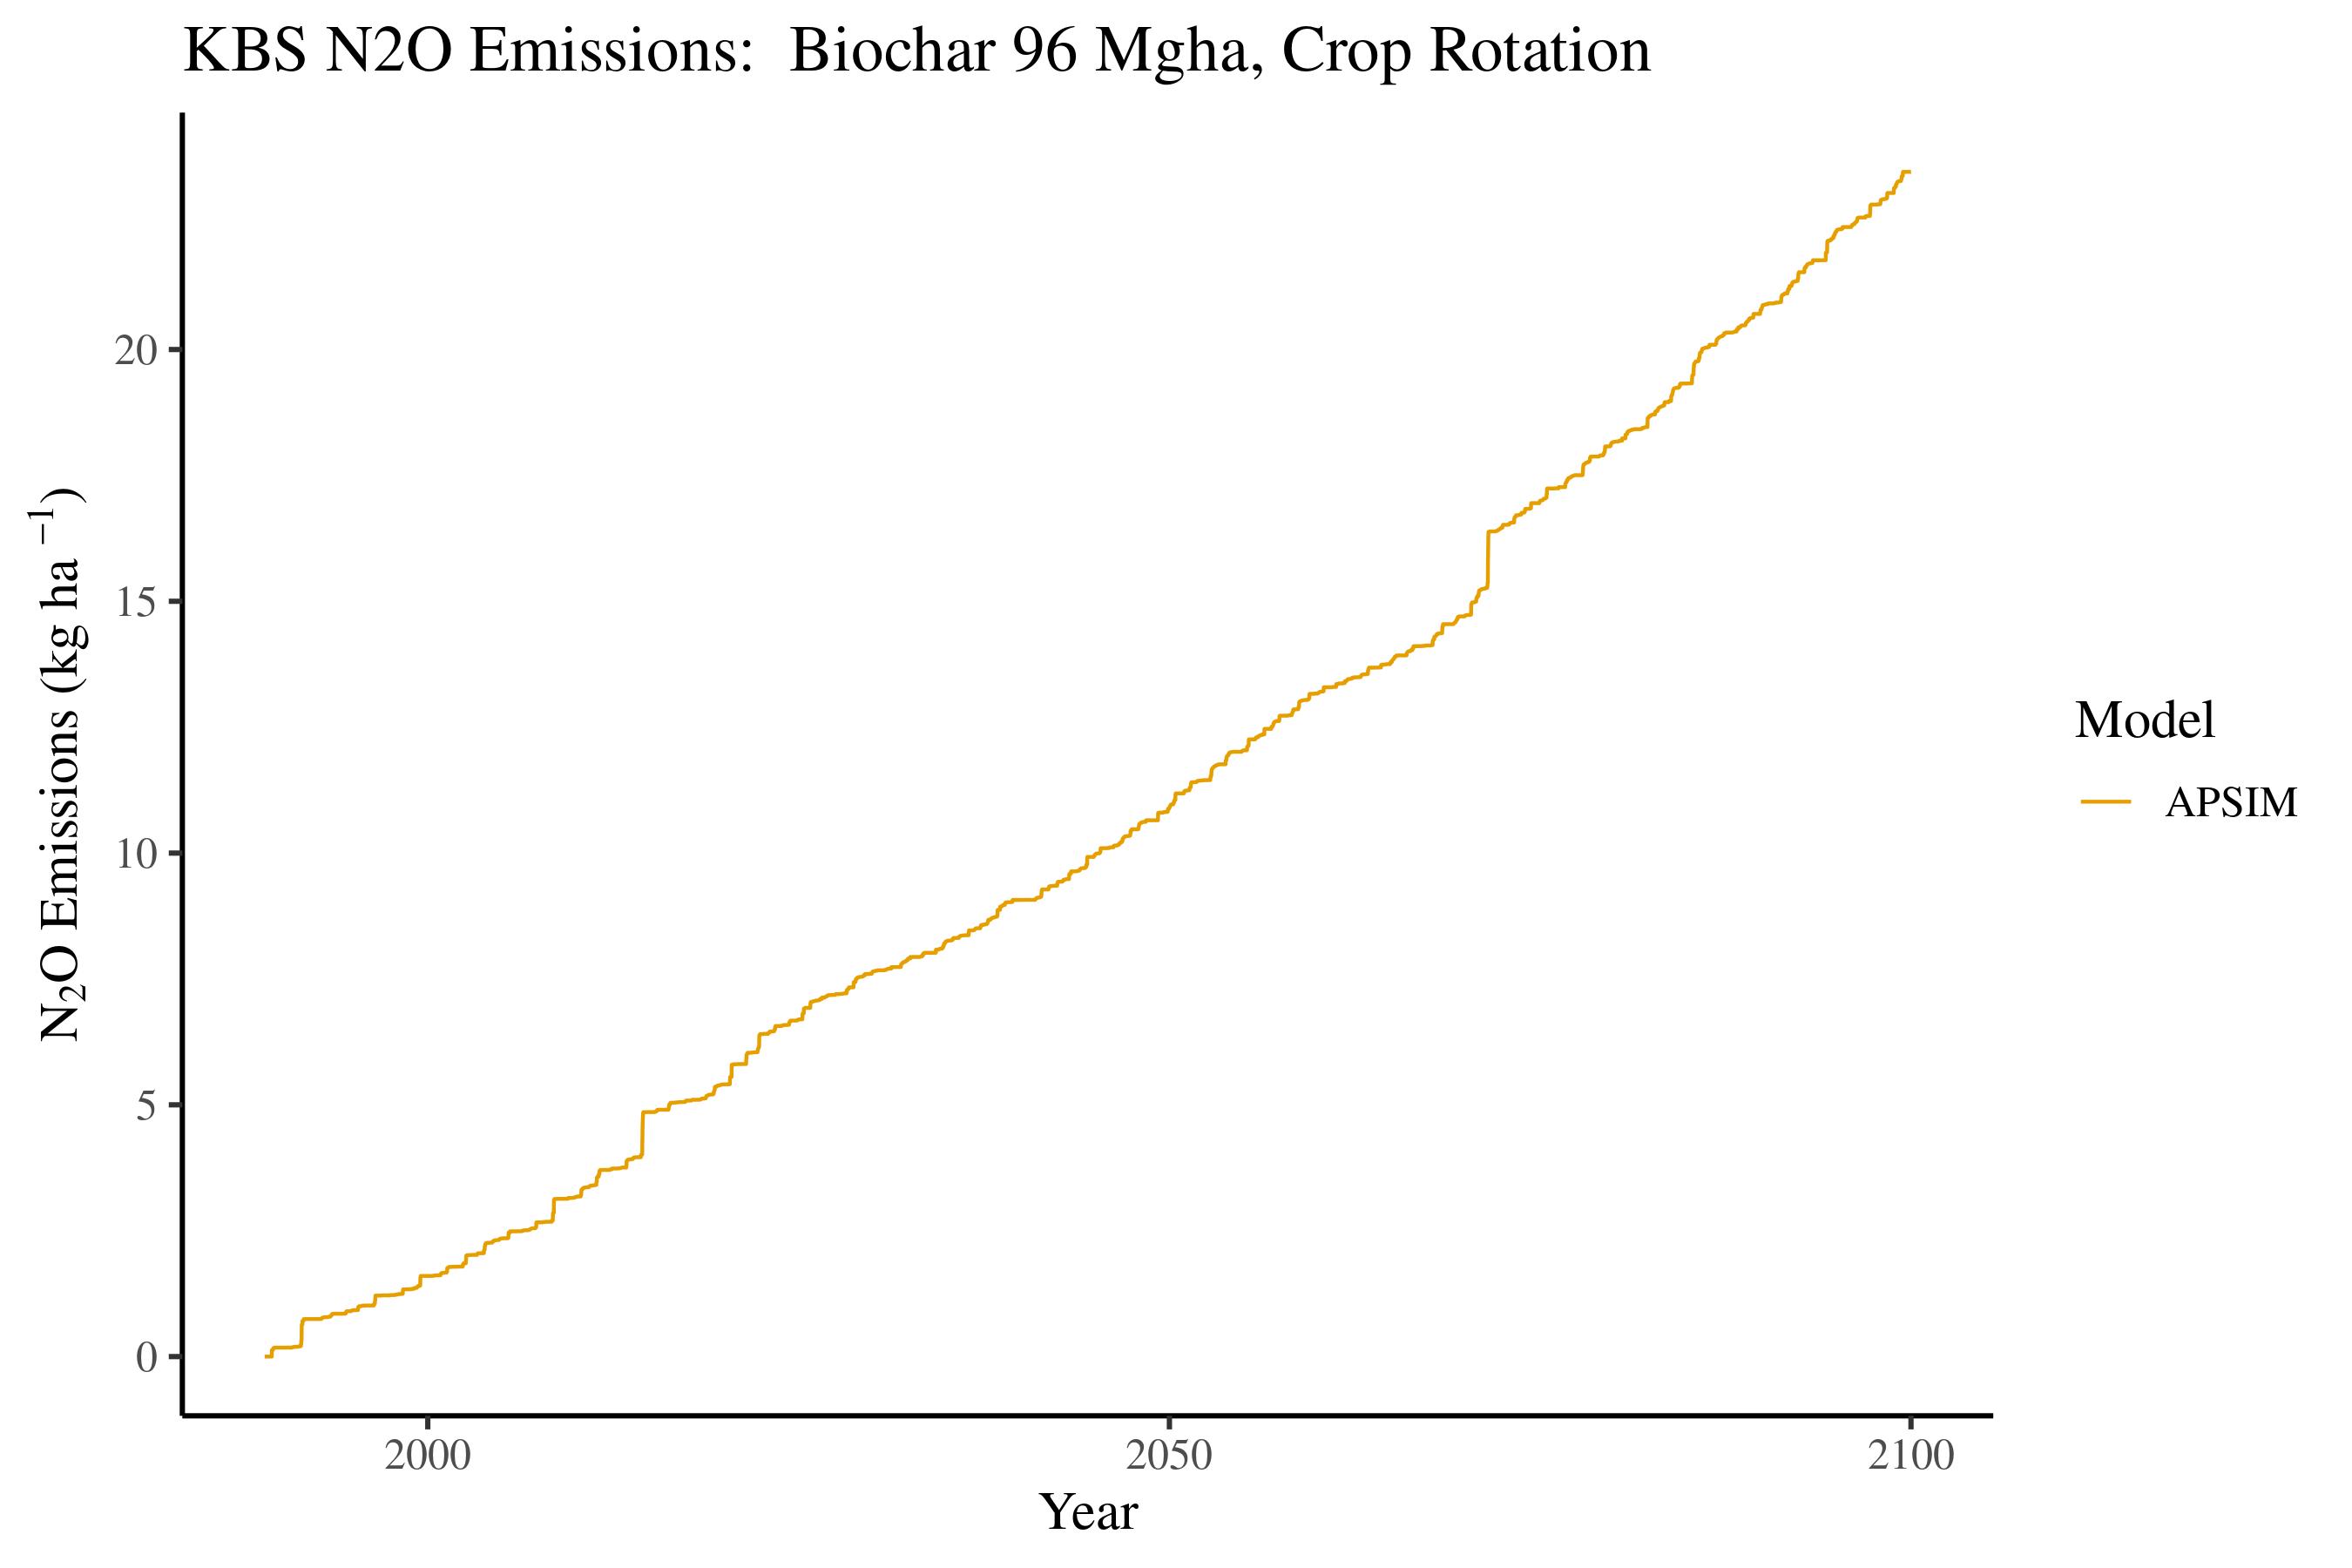 KBS N2O Emissions:  Biochar 96 Mgha, Crop Rotation
N₂O Emissions (kg ha ⁻¹)
20
15
10
5
0
2000
2050
2100
Year
Model
APSIM